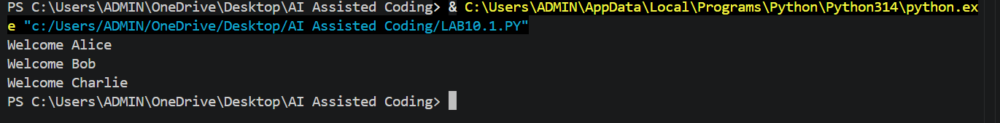 PS C:\Users\ADMIN\OneDrive\Desktop\AI Assisted Coding> & C:\Users\ADMIN\AppData\Local\Programs\Python\Python314\python.ex
e "c:/Users/ADMIN/OneDrive/Desktop/AI Assisted Coding/LAB10.1.PY"
Welcome Alice
Welcome Bob
Welcome Charlie
PS C:\Users\ADMIN\OneDrive\Desktop\AI Assisted Coding>